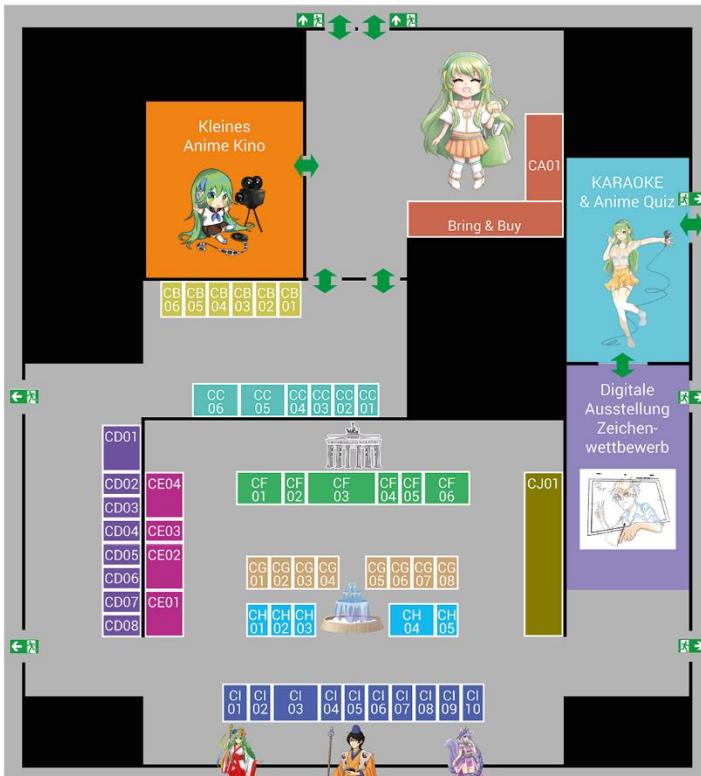 Kleines
Anime Kino
CA01
Bring & Buy
KARAOKE
& Anime Quiz
CB
06
CB
05
CB
04
CB
03
CB
02
CB
01
CC
06
CC
05
CC
04
CC
03
CC
02
CC
01
Digitale
Ausstellung
Zeichen-
wettbewerb
CD01
CD02
CD03
CD04
CD05
CD06
CD07
CD08
CE04
CE03
CE02
CE01
CF
01
CF
02
CF
03
CF
04
CF
05
CF
06
CJ01
CG
01
CG
02
CG
03
CG
04
CG
05
CG
06
CG
07
CG
08
CH
01
CH
02
CH
03
CH
04
CH
05
CI
01
CI
02
CI
03
CI
04
CI
05
CI
06
CI
07
CI
08
CI
09
CI
10